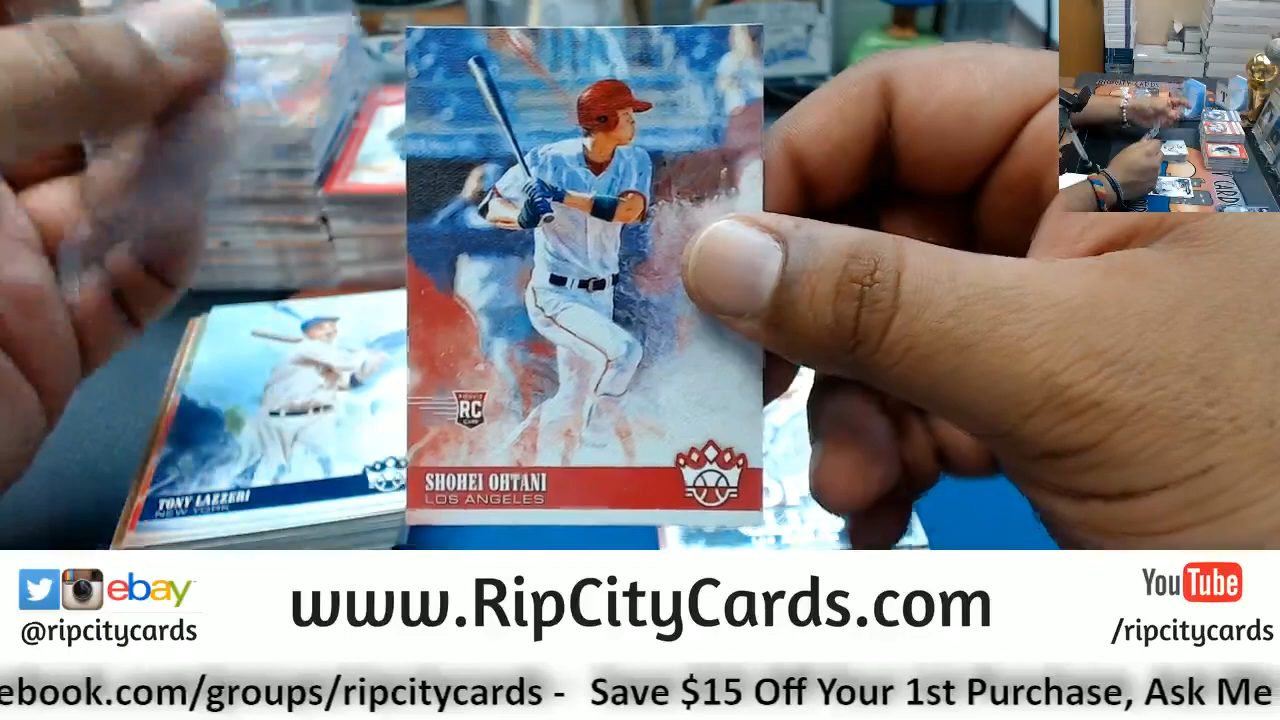 RC
SHOHEI OHTANI
LOS ANGELES
TONY LAZZERI
NEW YORK
ebay
@ripcitycards
www.RipCityCards.com
YouTube
/ripcitycards
ebook.com/groups/ripcitycards - Save $15 Off Your 1st Purchase, Ask Me